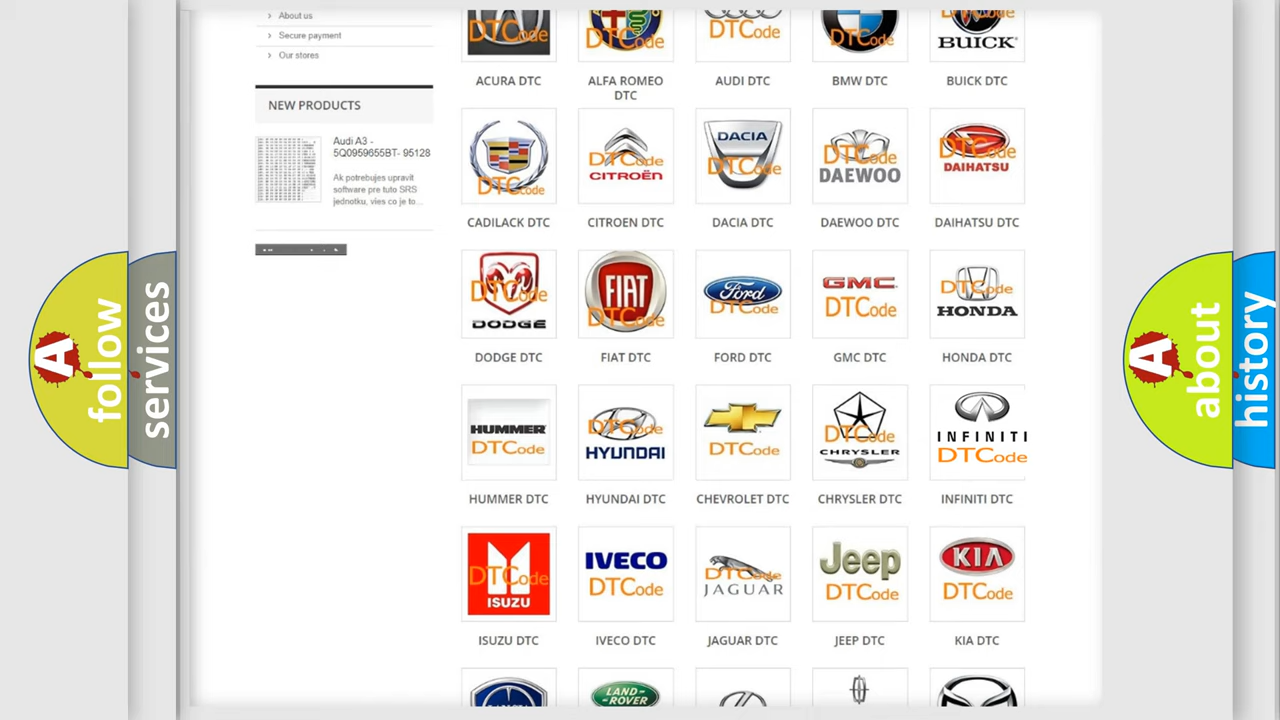 About us
Secure payment
Our stores
NEW PRODUCTS
Audi A3 -
5Q0959655BT- 95128
Ak potrebujes upravit
software pre tuto SRS
jednotku, vies co je to...
DTCode
DTCode
DTCode
DTCode
BUICK
ACURA DTC
ALFA ROMEO
DTC
AUDI DTC
BMW DTC
BUICK DTC
DTCode
DTCode
CITROËN
DACIA
DTCode
DTCode
DAEWOO
DTCode
DAIHATSU
CADILACK DTC
CITROEN DTC
DACIA DTC
DAEWOO DTC
DAIHATSU DTC
DTCode
DODGE
FIAT
DTCode
Ford
DTCode
GMC
DTCode
DTCode
HONDA
DODGE DTC
FIAT DTC
FORD DTC
GMC DTC
HONDA DTC
HUMMER
DTCode
DTCode
HYUNDAI
DTCode
DTCode
CHRYSLER
INFINITI
DTCode
HUMMER DTC
HYUNDAI DTC
CHEVROLET DTC
CHRYSLER DTC
INFINITI DTC
DTCode
ISUZU
IVECO
DTCode
DTCode
JAGUAR
Jeep
DTCode
KIA
DTCode
ISUZU DTC
IVECO DTC
JAGUAR DTC
JEEP DTC
KIA DTC
LAND-
ROVER
A
follow
services
A
about
history